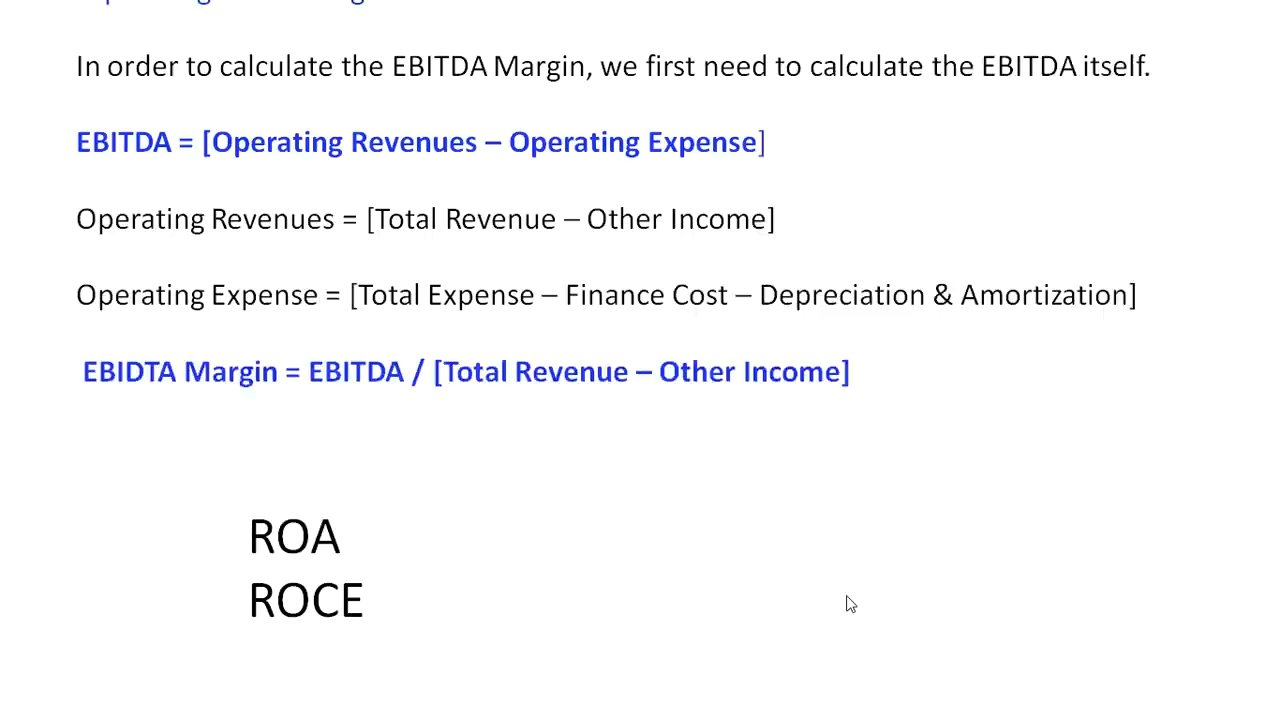 In order to calculate the EBITDA Margin, we first need to calculate the EBITDA itself.
EBITDA = [Operating Revenues – Operating Expense]
Operating Revenues = [Total Revenue – Other Income]
Operating Expense = [Total Expense – Finance Cost – Depreciation & Amortization]
EBIDTA Margin = EBITDA / [Total Revenue – Other Income]
ROA
ROCE